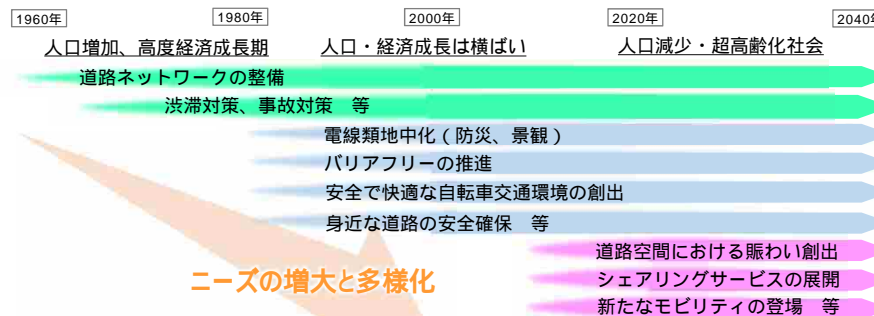 1960年 1980年 2000年 2020年 2040年
人口増加、高度経済成長期 人口・経済成長は横ばい 人口減少・超高齢化社会
道路ネットワークの整備
渋滞対策、事故対策　等
電線類地中化（防災、景観）
バリアフリーの推進
安全で快適な自転車交通環境の創出
身近な道路の安全確保　等
道路空間における賑わい創出
ニーズの増大と多様化 シェアリングサービスの展開
新たなモビリティの登場　等